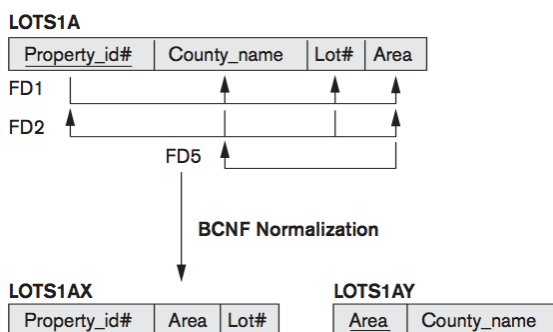 LOTS1A
Property_id# County_name Lot# Area
FD1
FD2
FD5
BCNF Normalization
LOTS1AX
Property_id# Area Lot#
LOTS1AY
Area County_name